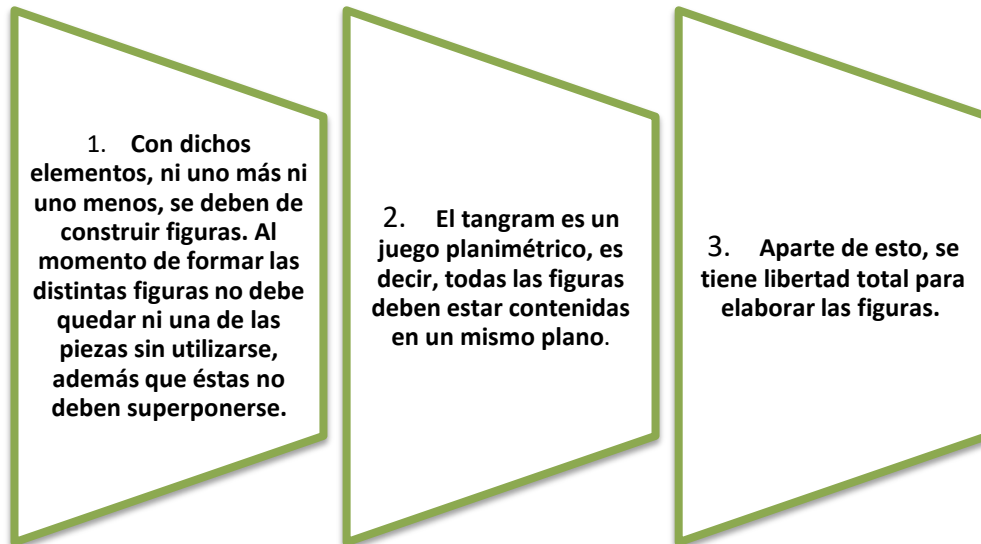 1. Con dichos
elementos, ni uno más ni
uno menos, se deben de
construir figuras. Al
momento de formar las
distintas figuras no debe
quedar ni una de las
piezas sin utilizarse,
además que éstas no
deben superponerse.
2. El tangram es un
juego planimétrico, es
decir, todas las figuras
deben estar contenidas
en un mismo plano.
3. Aparte de esto, se
tiene libertad total para
elaborar las figuras.